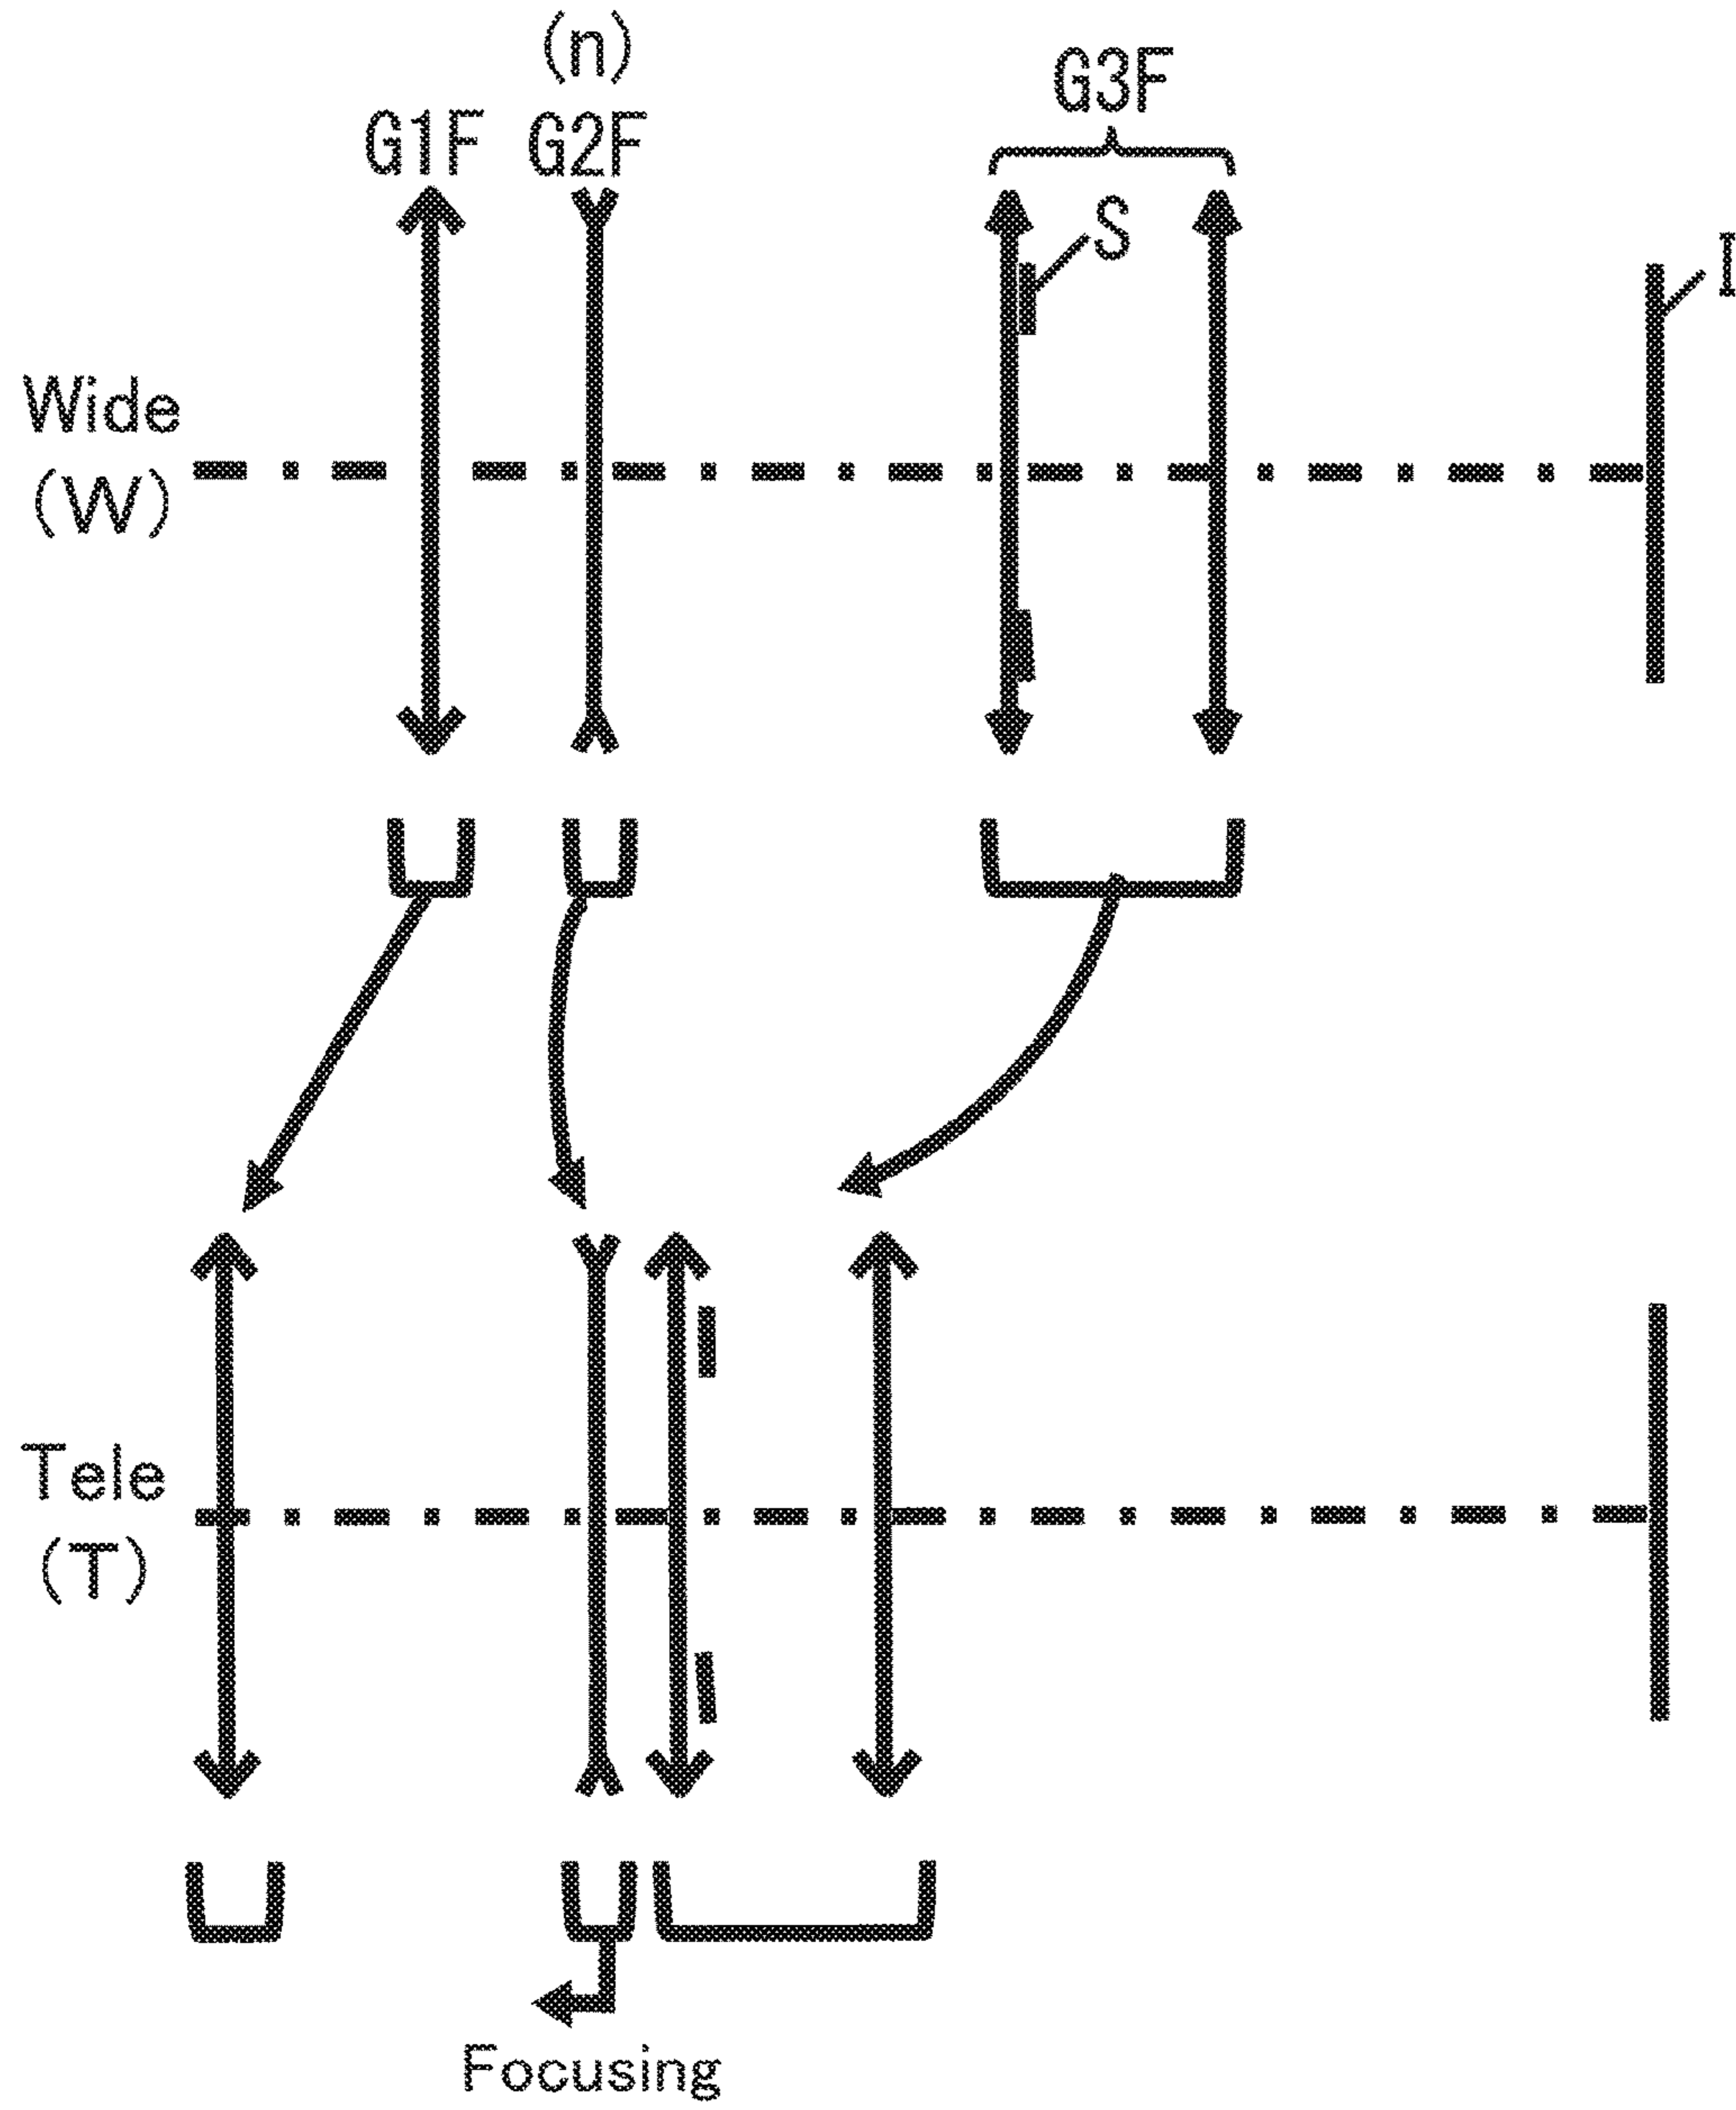 (n)
G1F G2F G3F
S
I
Wide
(W)
Tele
(T)
Focusing